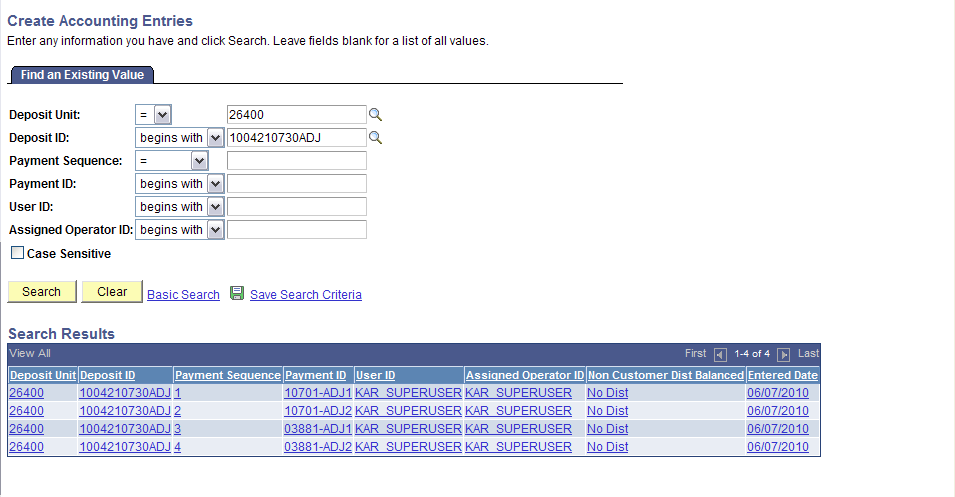 Create Accounting Entries
Enter any information you have and click Search. Leave fields blank for a list of all values.
Find an Existing Value
Deposit Unit: = 26400
Deposit ID: begins with 1004210730ADJ
Payment Sequence: =
Payment ID: begins with
User ID: begins with
Assigned Operator ID: begins with
Case Sensitive
Search Clear Basic Search Save Search Criteria
Search Results
View All First 1-4 of 4 Last
Deposit Unit Deposit ID Payment Sequence Payment ID User ID Assigned Operator ID Non Customer Dist Balanced Entered Date
26400 1004210730ADJ 1 10701-ADJ1 KAR_SUPERUSER KAR_SUPERUSER No Dist 06/07/2010
26400 1004210730ADJ 2 10701-ADJ2 KAR_SUPERUSER KAR_SUPERUSER No Dist 06/07/2010
26400 1004210730ADJ 3 03881-ADJ1 KAR_SUPERUSER KAR_SUPERUSER No Dist 06/07/2010
26400 1004210730ADJ 4 03881-ADJ2 KAR_SUPERUSER KAR_SUPERUSER No Dist 06/07/2010